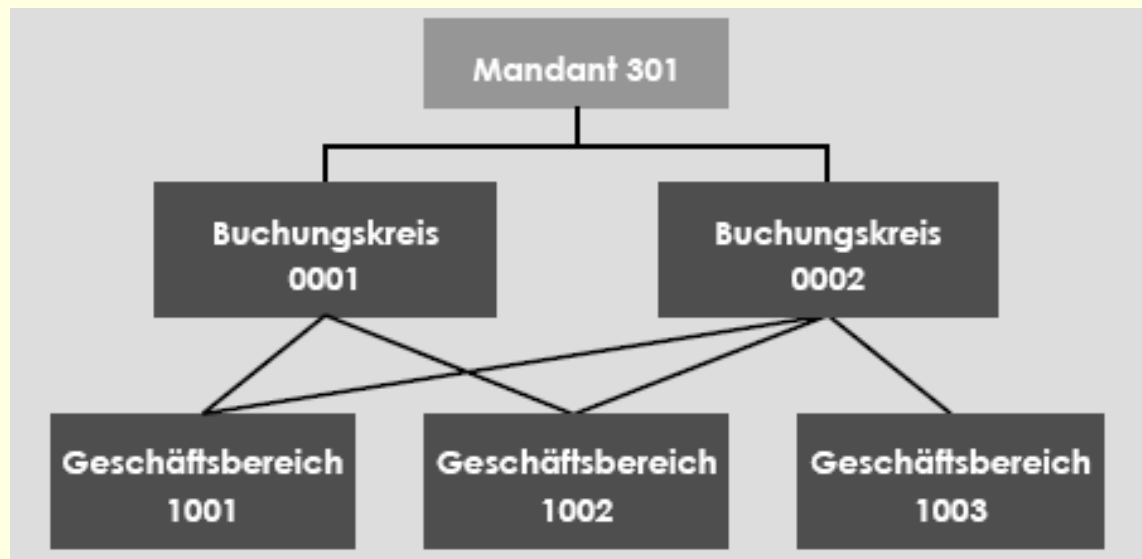 Mandant 301
Buchungskreis
0001
Buchungskreis
0002
Geschäftsbereich
1001
Geschäftsbereich
1002
Geschäftsbereich
1003